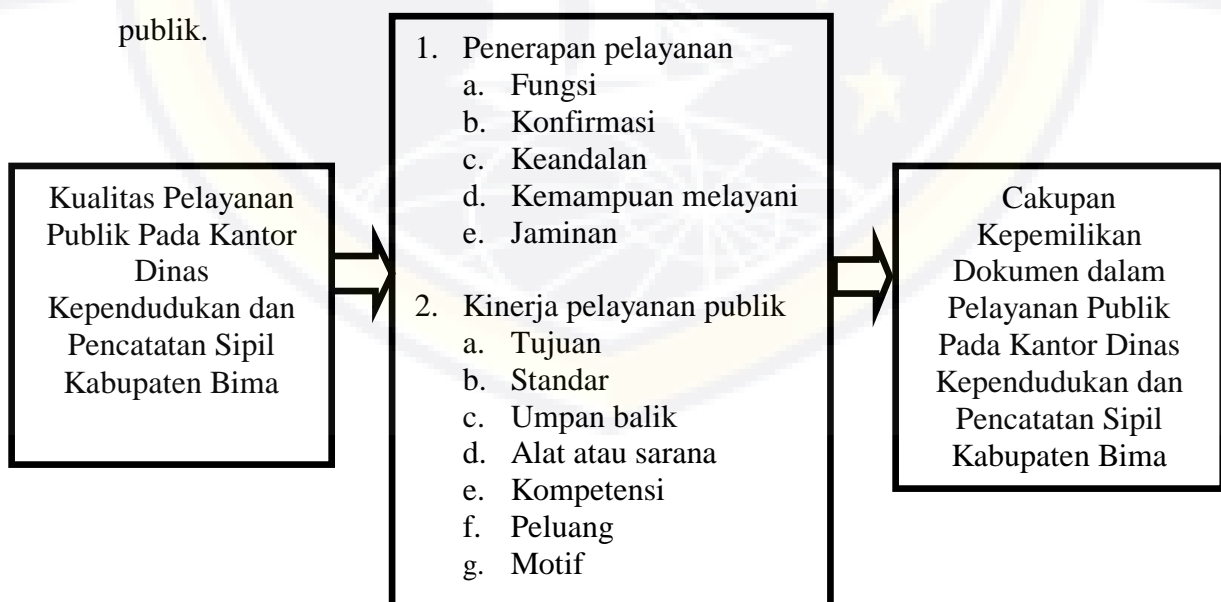 publik.
Kualitas Pelayanan
Publik Pada Kantor
Dinas
Kependudukan dan
Pencatatan Sipil
Kabupaten Bima
1. Penerapan pelayanan
a. Fungsi
b. Konfirmasi
c. Keandalan
d. Kemampuan melayani
e. Jaminan
2. Kinerja pelayanan publik
a. Tujuan
b. Standar
c. Umpan balik
d. Alat atau sarana
e. Kompetensi
f. Peluang
g. Motif
Cakupan
Kepemilikan
Dokumen dalam
Pelayanan Publik
Pada Kantor Dinas
Kependudukan dan
Pencatatan Sipil
Kabupaten Bima